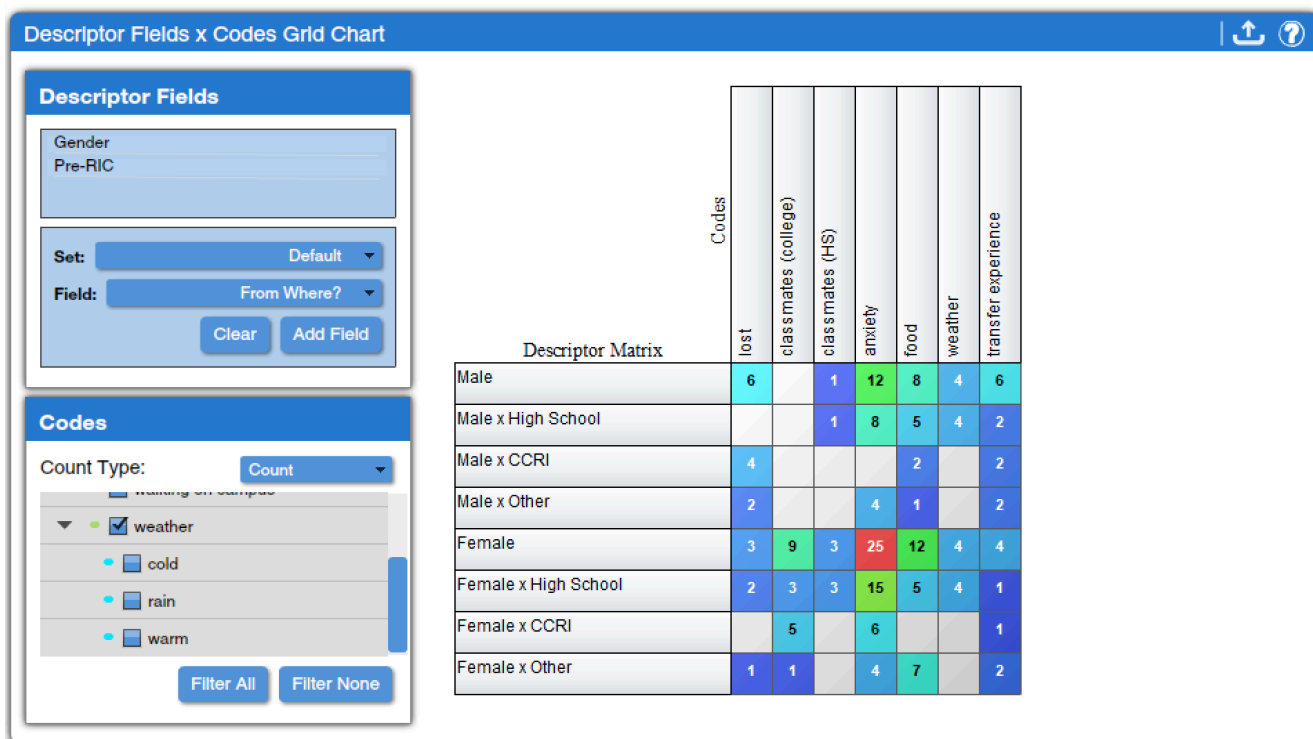 Descriptor Fields x Codes Grid Chart
Descriptor Fields
Gender
Pre-RIC
Set: Default
Field: From Where?
Clear Add Field
Codes
Count Type: Count
walking on campus
weather
cold
rain
warm
Filter All Filter None
Codes
lost
classmates (college)
classmates (HS)
anxiety
food
weather
transfer experience
Descriptor Matrix
Male 6 1 12 8 4 6
Male x High School 1 8 5 4 2
Male x CCRI 4 2 2
Male x Other 2 4 1 2
Female 3 9 3 25 12 4 4
Female x High School 2 3 3 15 5 4 1
Female x CCRI 5 6 1
Female x Other 1 1 4 7 2